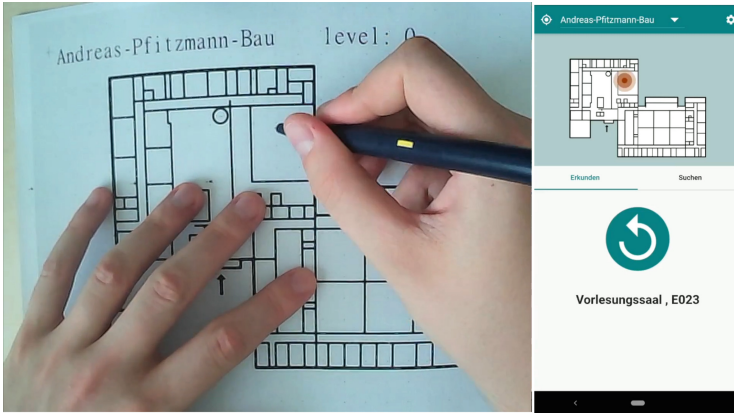 Andreas-Pfitzmann-Bau level: 0
Andreas-Pfitzmann-Bau
Erkunden Suchen
Vorlesungssaal , E023